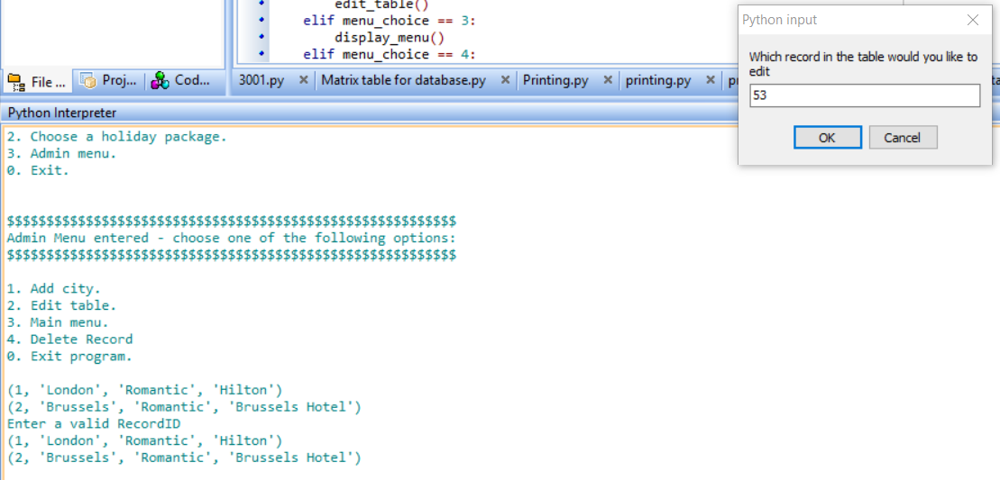 edit_table()
elif menu_choice == 3:
display_menu()
elif menu_choice == 4:
File ...
Proj...
Cod...
3001.py
Matrix table for database.py
Printing.py
printing.py
Python Interpreter
2. Choose a holiday package.
3. Admin menu.
0. Exit.
$$$$$$$$$$$$$$$$$$$$$$$$$$$$$$$$$$$$$$$$$$$$$$$$$$$$$$$$$
Admin Menu entered - choose one of the following options:
$$$$$$$$$$$$$$$$$$$$$$$$$$$$$$$$$$$$$$$$$$$$$$$$$$$$$$$$$
1. Add city.
2. Edit table.
3. Main menu.
4. Delete Record
0. Exit program.
(1, 'London', 'Romantic', 'Hilton')
(2, 'Brussels', 'Romantic', 'Brussels Hotel')
Enter a valid RecordID
(1, 'London', 'Romantic', 'Hilton')
(2, 'Brussels', 'Romantic', 'Brussels Hotel')
Python input
Which record in the table would you like to
edit
53
OK
Cancel